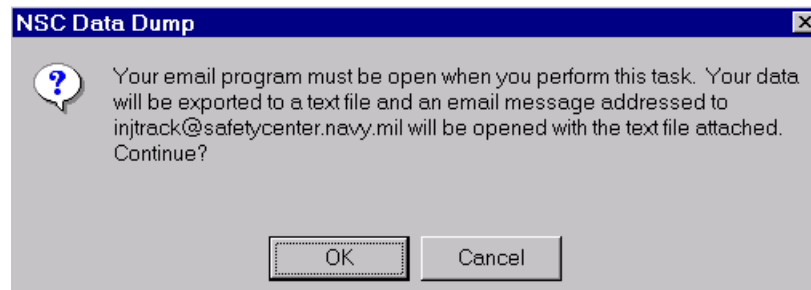 NSC Data Dump
Your email program must be open when you perform this task.  Your data
will be exported to a text file and an email message addressed to
injtrack@safetycenter.navy.mil will be opened with the text file attached.
Continue?
OK
Cancel